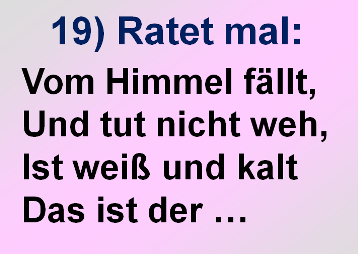 19) Ratet mal:
Vom Himmel fällt,
Und tut nicht weh,
Ist weiß und kalt
Das ist der …